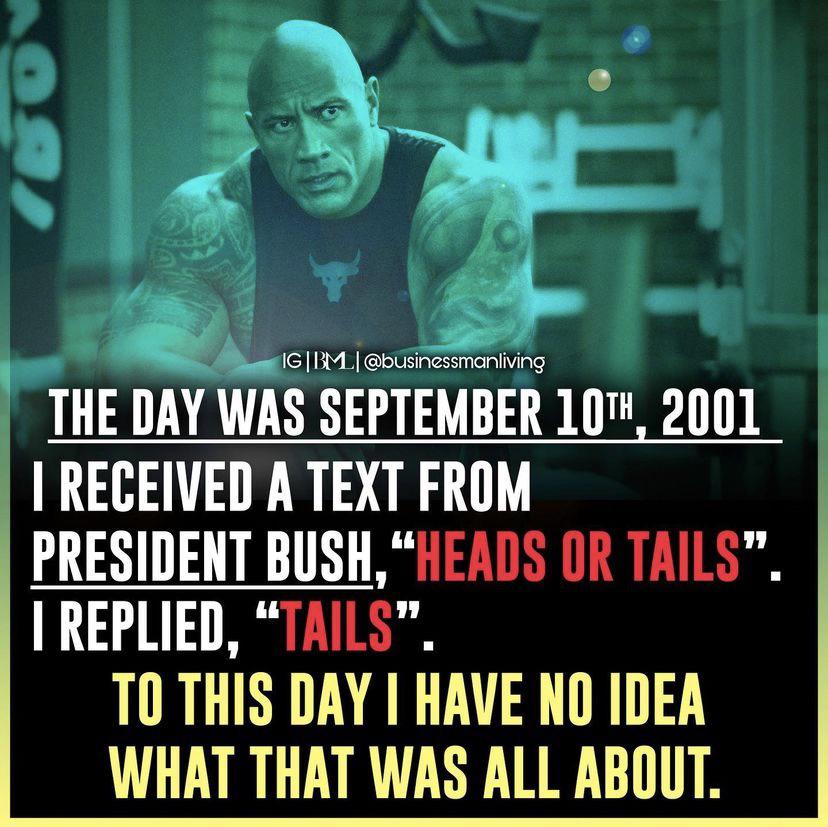 IG | BML | @businessmanliving
THE DAY WAS SEPTEMBER 10TH, 2001
I RECEIVED A TEXT FROM
PRESIDENT BUSH, “HEADS OR TAILS”.
I REPLIED, “TAILS”.
TO THIS DAY I HAVE NO IDEA
WHAT THAT WAS ALL ABOUT.